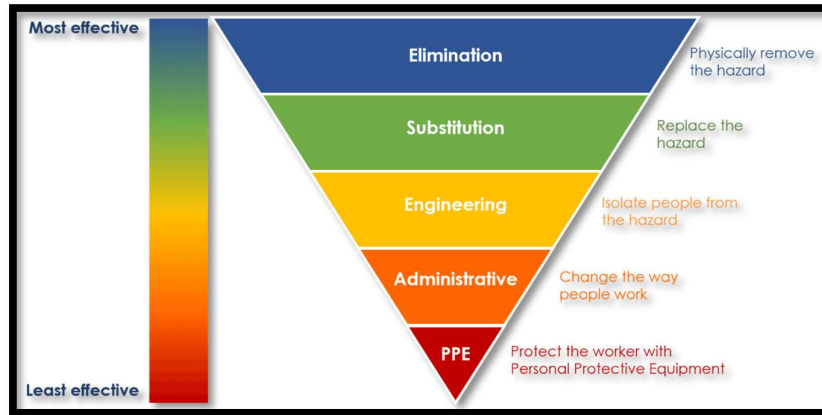 Most effective
Elimination
Physically remove
the hazard
Substitution
Replace the
hazard
Engineering
Isolate people from
the hazard
Administrative
Change the way
people work
PPE
Protect the worker with
Personal Protective Equipment
Least effective